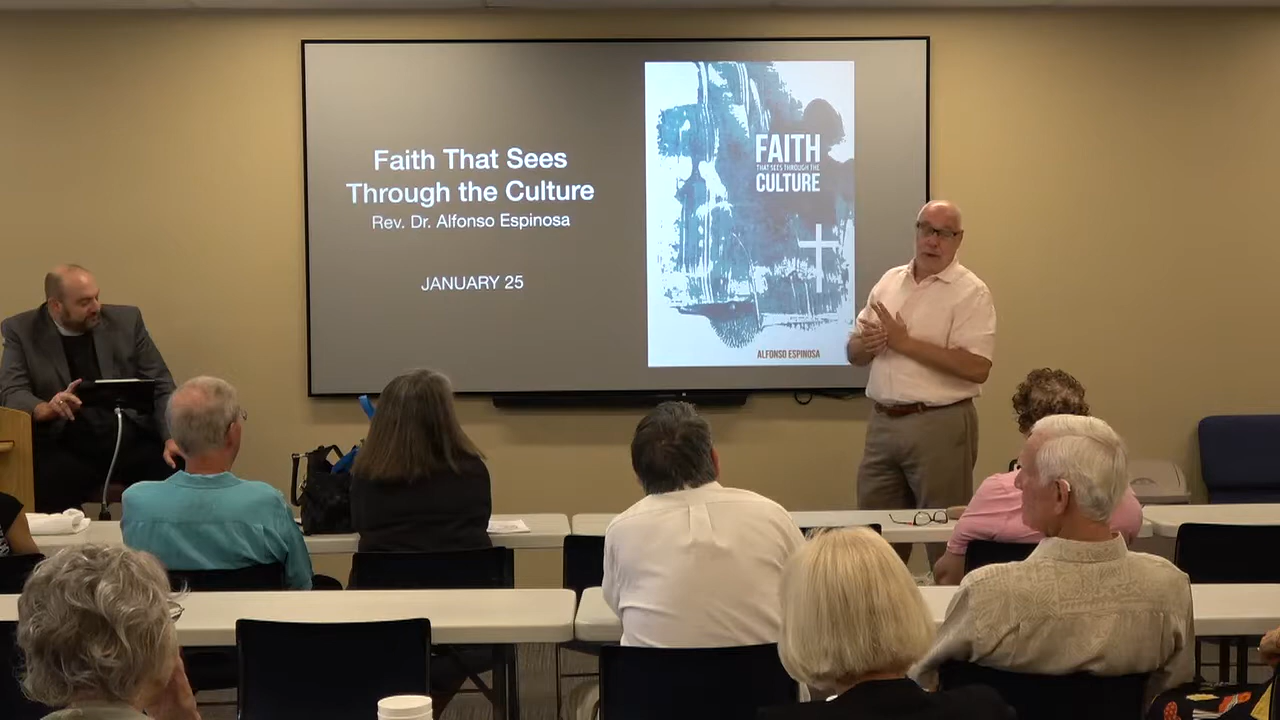 Faith That Sees
Through the Culture
Rev. Dr. Alfonso Espinosa
JANUARY 25
FAITH
THAT SEES THROUGH THE
CULTURE
ALFONSO ESPINOSA